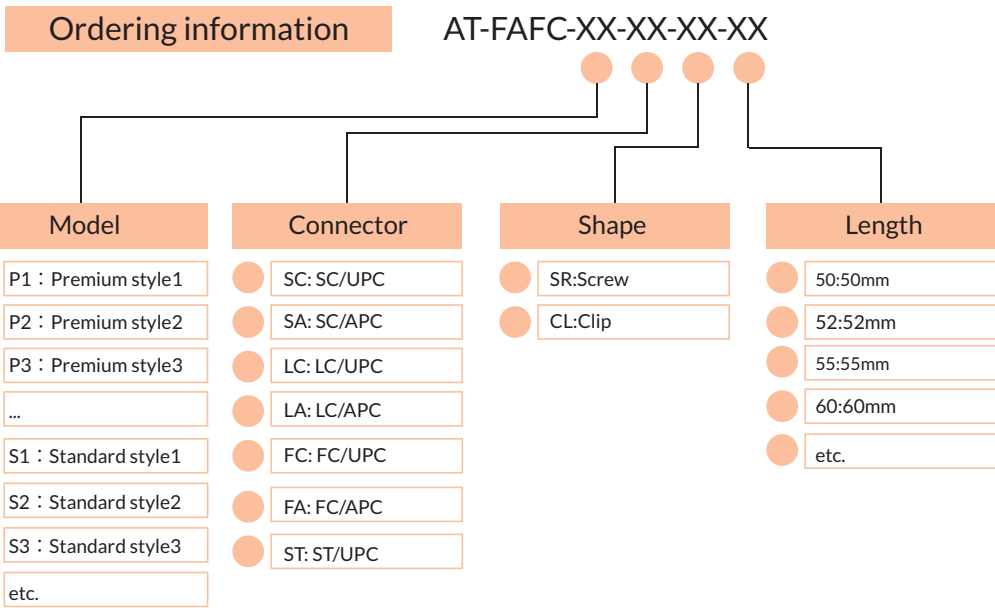 Ordering information
AT-FAFC-XX-XX-XX-XX
Model
P1：Premium style1
P2：Premium style2
P3：Premium style3
...
S1：Standard style1
S2：Standard style2
S3：Standard style3
etc.
Connector
SC: SC/UPC
SA: SC/APC
LC: LC/UPC
LA: LC/APC
FC: FC/UPC
FA: FC/APC
ST: ST/UPC
Shape
SR:Screw
CL:Clip
Length
50:50mm
52:52mm
55:55mm
60:60mm
etc.